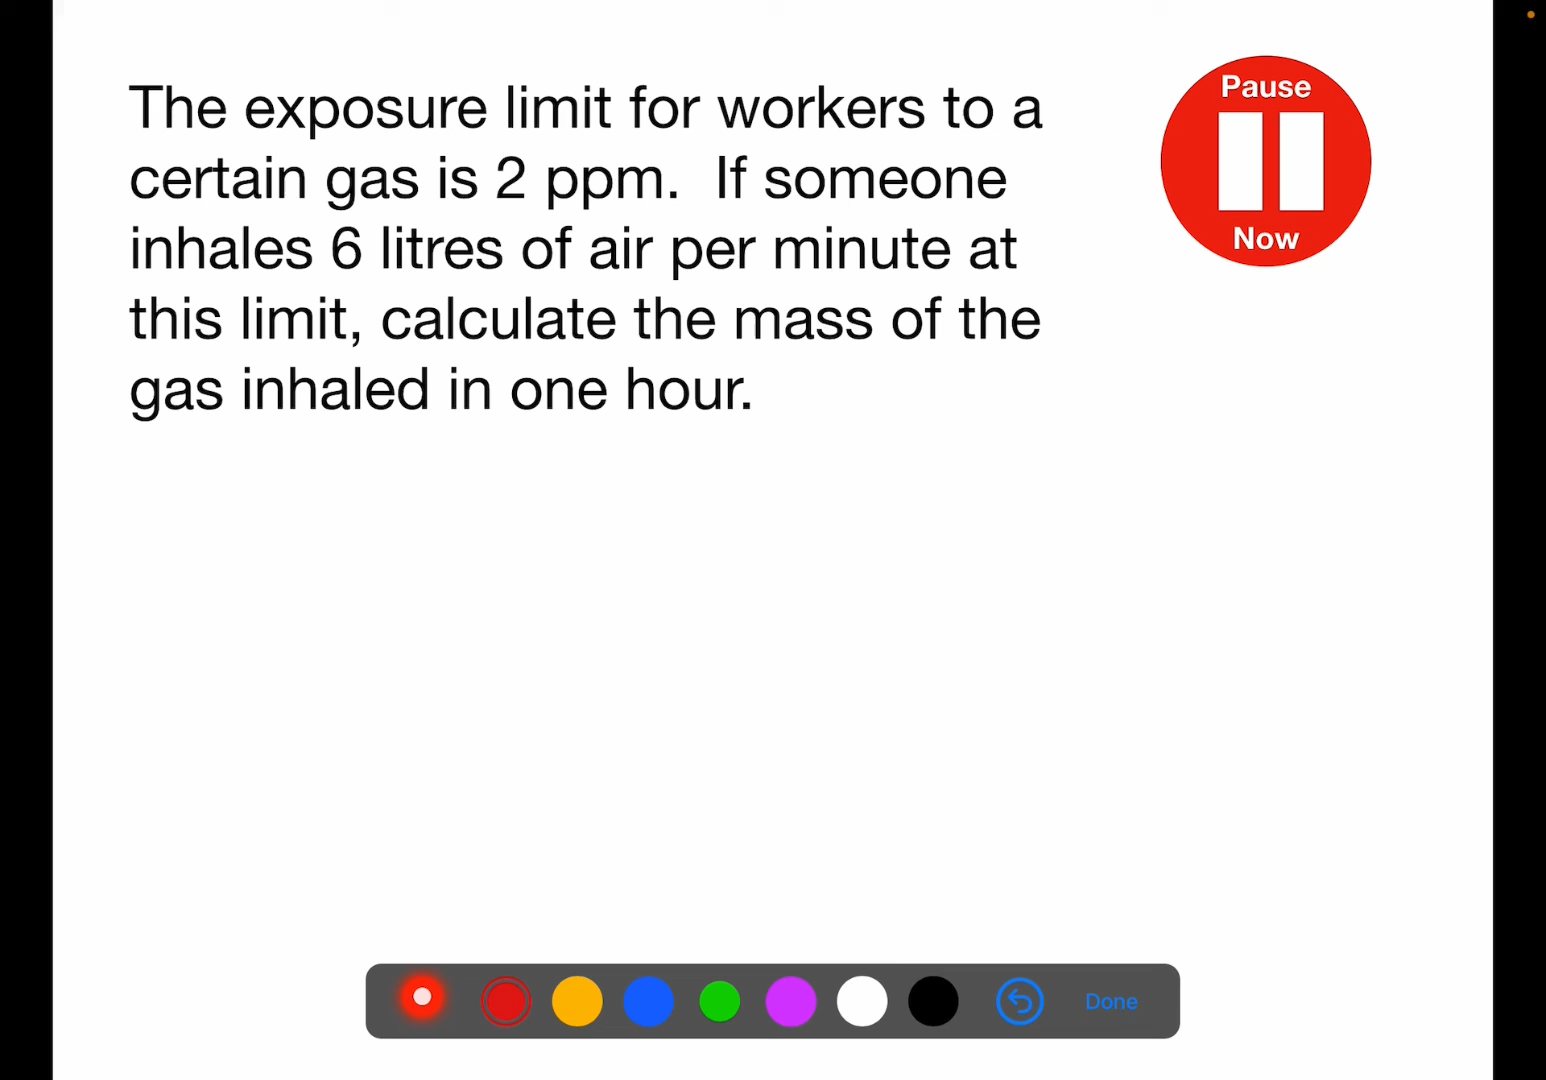 The exposure limit for workers to a
certain gas is 2 ppm.  If someone
inhales 6 litres of air per minute at
this limit, calculate the mass of the
gas inhaled in one hour.
Pause
Now
Done